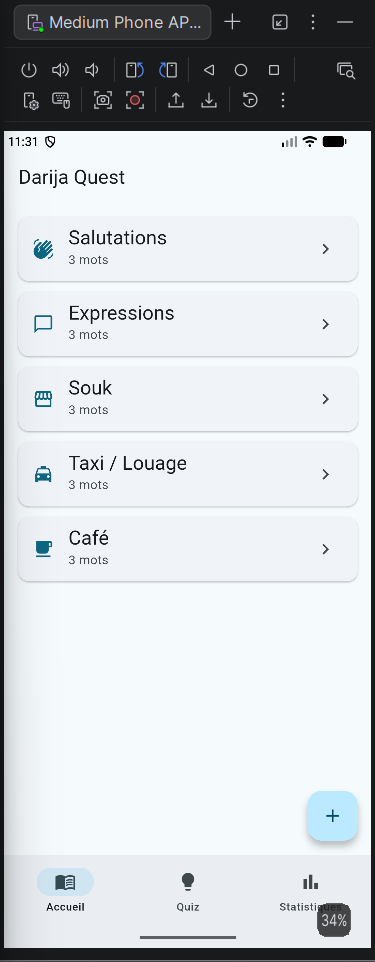 Medium Phone AP...
11:31
Darija Quest
Salutations
3 mots
Expressions
3 mots
Souk
3 mots
Taxi / Louage
3 mots
Café
3 mots
Accueil
Quiz
Statistiques
34%